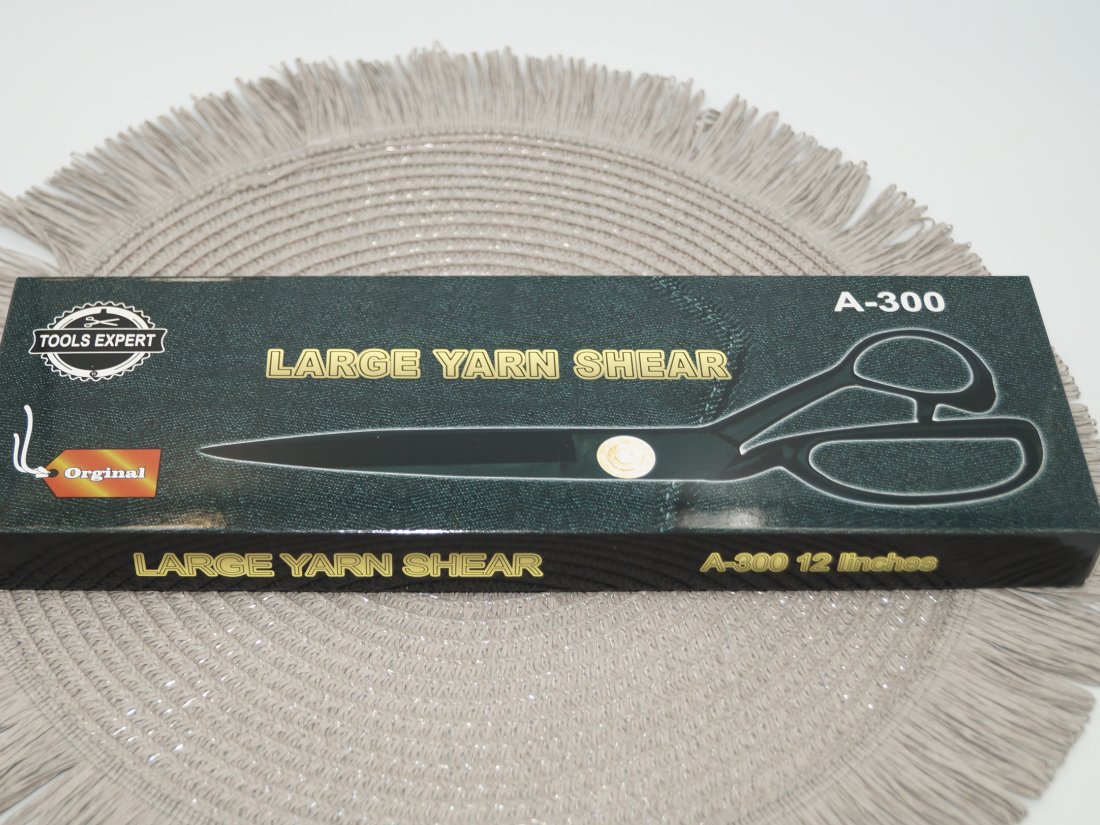 A-300
TOOLS EXPERT
LARGE YARN SHEAR
Orginal
LARGE YARN SHEAR
A-300 12 Iinches